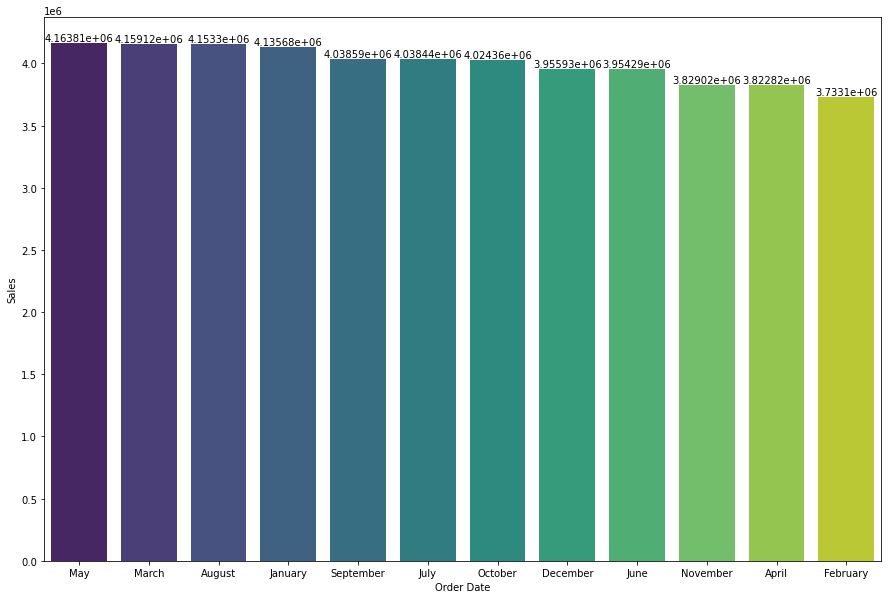 1e6
4.16381e+06 4.15912e+06 4.1533e+06 4.13568e+06 4.03859e+06 4.03844e+06 4.02436e+06 3.95593e+06 3.95429e+06 3.82902e+06 3.82282e+06 3.7331e+06
4.0
3.5
3.0
2.5
2.0
1.5
1.0
0.5
0.0
Sales
May March August January September July October December June November April February
Order Date